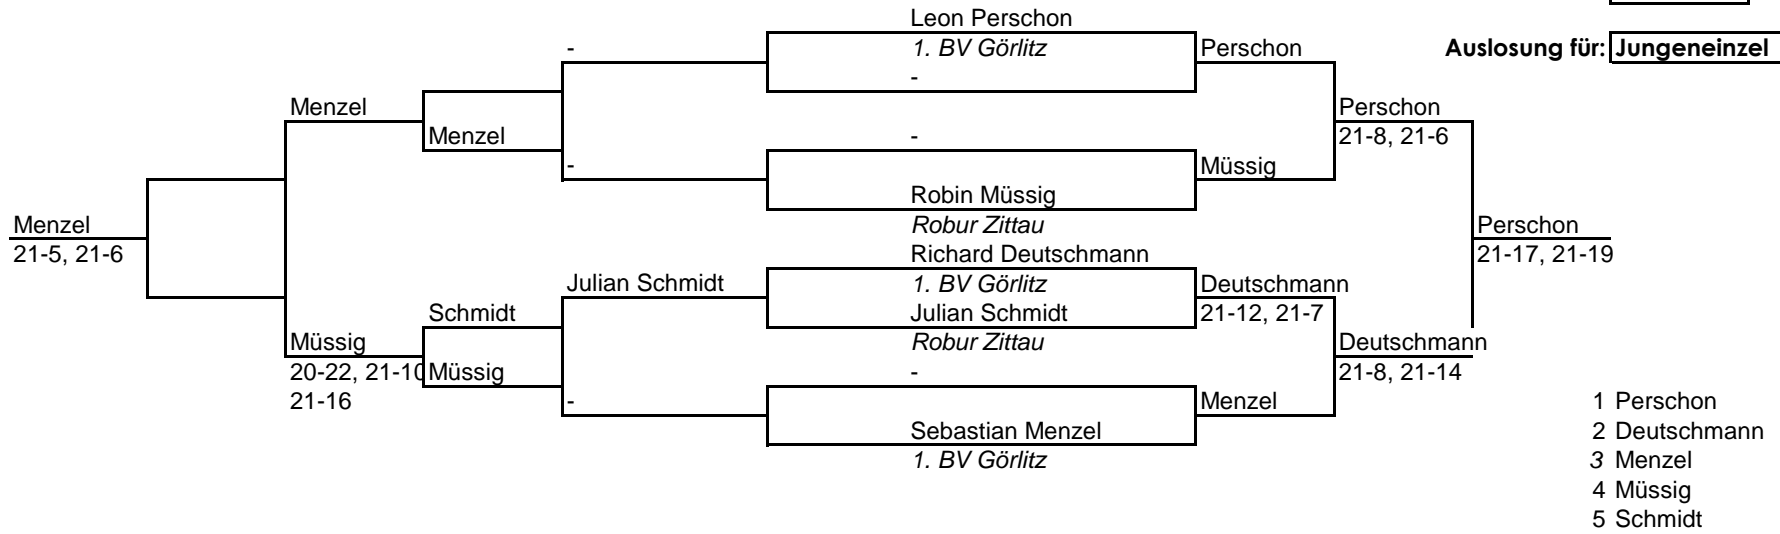 Leon Perschon
- 1. BV Görlitz Perschon Auslosung für: Jungeneinzel
-
Menzel Perschon
Menzel - 21-8, 21-6
- Müssig
Robin Müssig
Menzel Robur Zittau Perschon
21-5, 21-6 Richard Deutschmann 21-17, 21-19
Julian Schmidt 1. BV Görlitz Deutschmann
Schmidt Julian Schmidt 21-12, 21-7
Müssig Robur Zittau Deutschmann
20-22, 21-10 Müssig - 21-8, 21-14
21-16 - Menzel 1 Perschon
Sebastian Menzel 2 Deutschmann
1. BV Görlitz 3 Menzel
4 Müssig
5 Schmidt